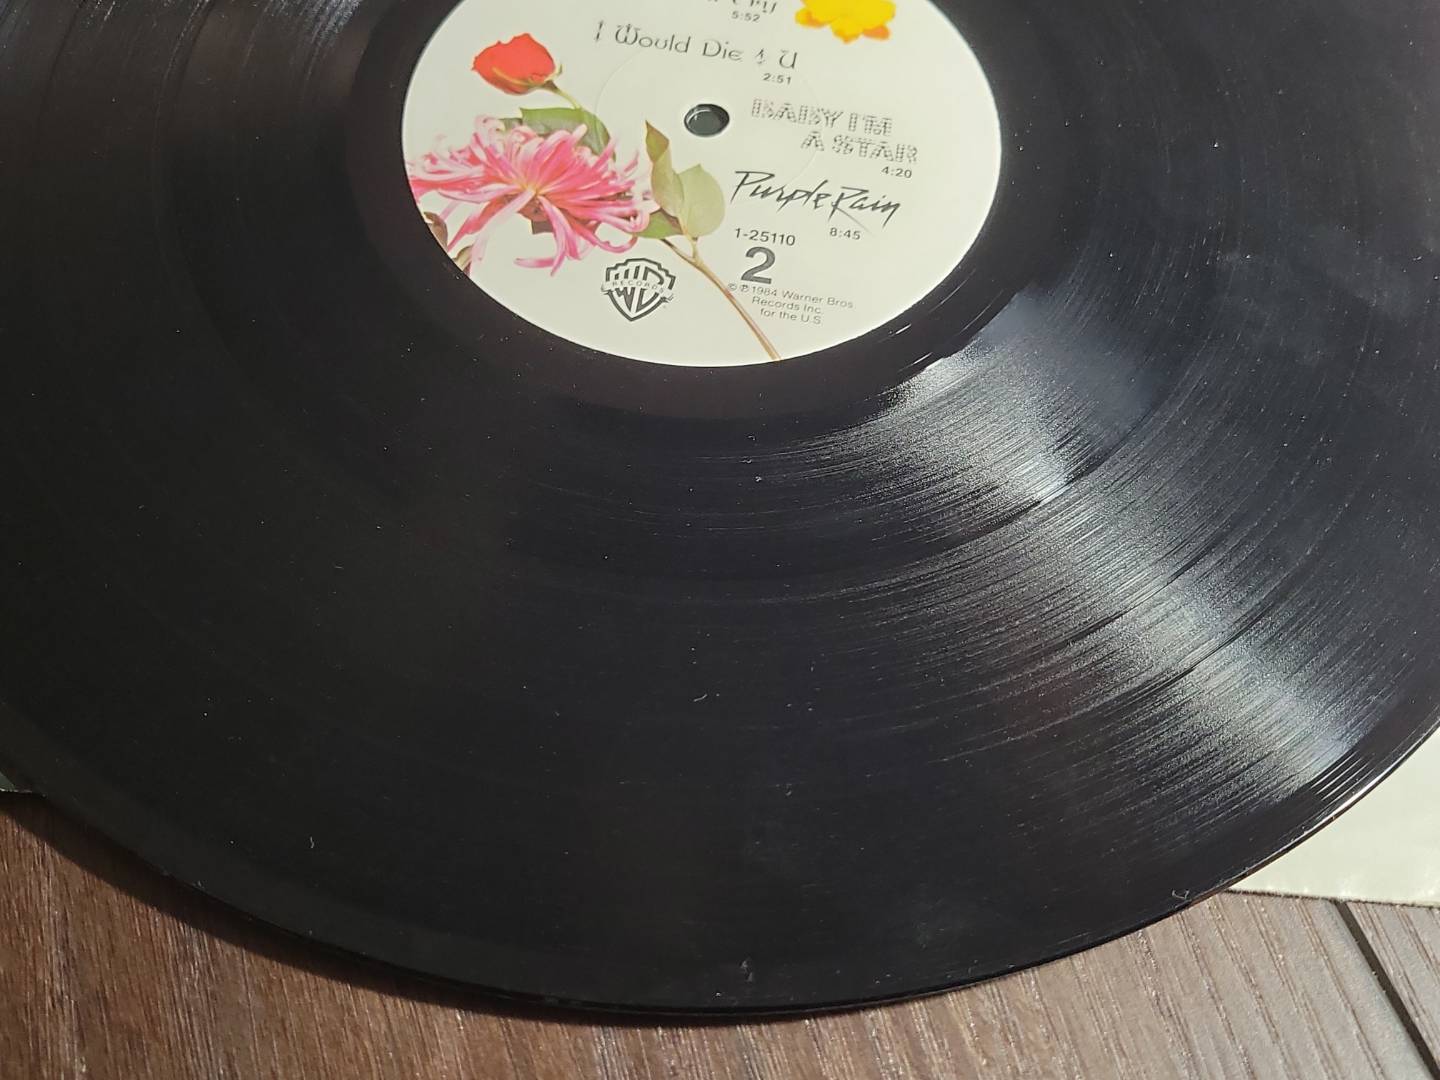 5:52
I Would Die 4 U
2:51
BABY I'M
A STAR
4:20
Purple Rain
8:45
1-25110
2
RECORDS
© ℗ 1984 Warner Bros
Records Inc.
for the U.S.